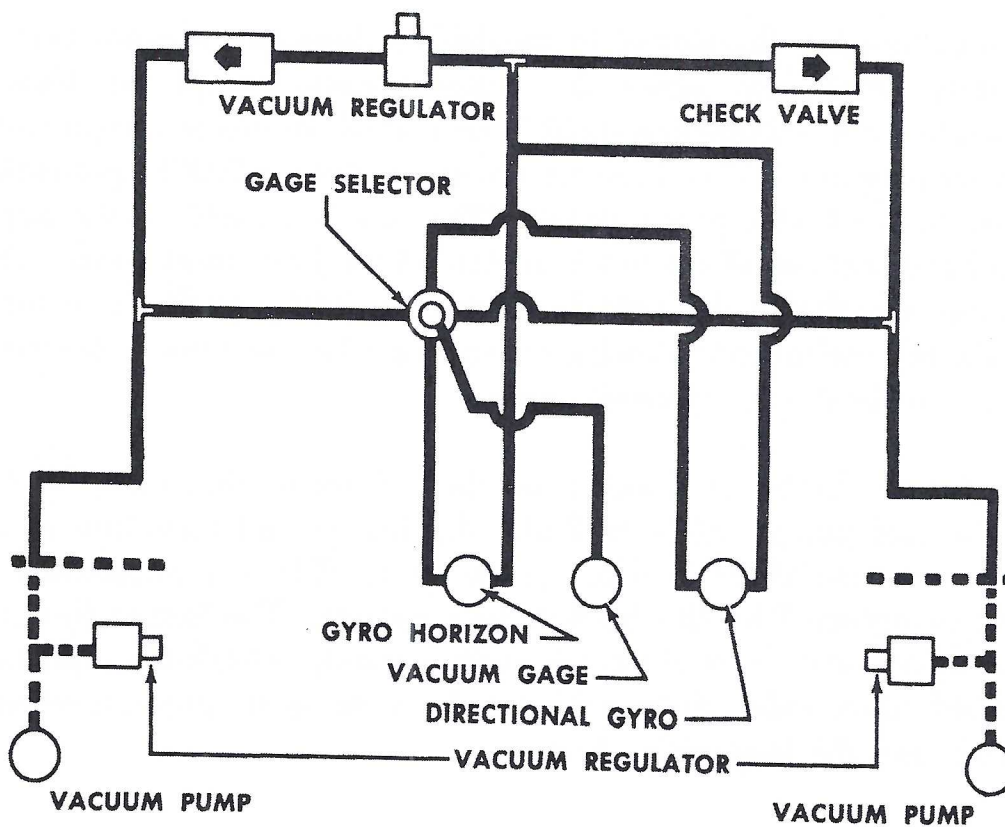 VACUUM REGULATOR
CHECK VALVE
GAGE SELECTOR
GYRO HORIZON
VACUUM GAGE
DIRECTIONAL GYRO
VACUUM REGULATOR
VACUUM PUMP
VACUUM PUMP